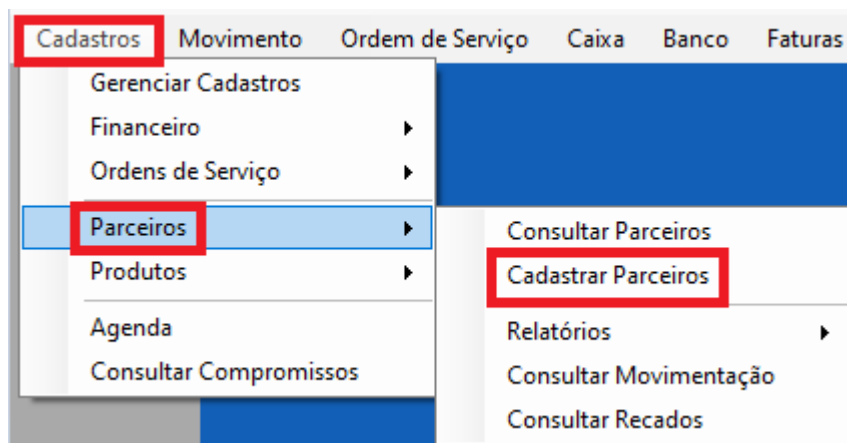 Cadastros Movimento Ordem de Serviço Caixa Banco Faturas
Gerenciar Cadastros
Financeiro
Ordens de Serviço
Parceiros
Produtos
Agenda
Consultar Compromissos
Consultar Parceiros
Cadastrar Parceiros
Relatórios
Consultar Movimentação
Consultar Recados